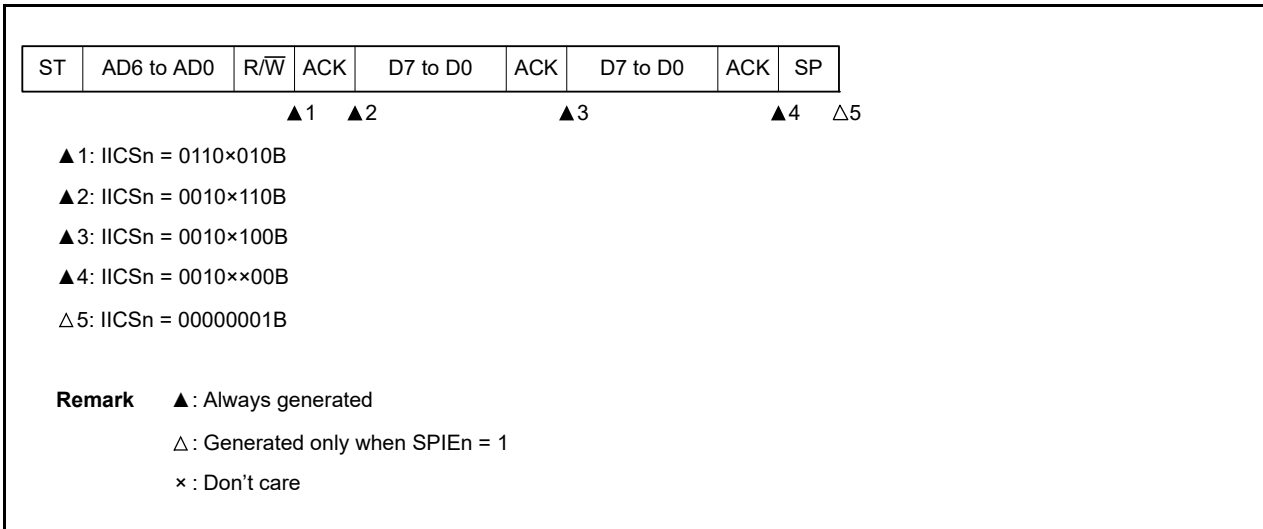 ST AD6 to AD0 R/W̅ ACK D7 to D0 ACK D7 to D0 ACK SP
▲1 ▲2 ▲3 ▲4 △5
▲1: IICSn = 0110×010B
▲2: IICSn = 0010×110B
▲3: IICSn = 0010×100B
▲4: IICSn = 0010××00B
△5: IICSn = 00000001B
Remark ▲: Always generated
△: Generated only when SPIEn = 1
×: Don't care